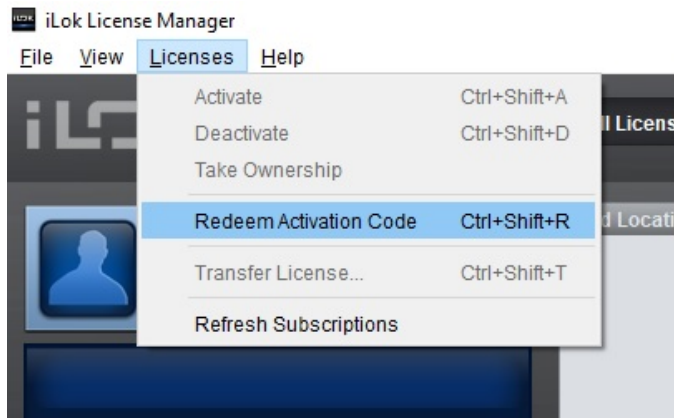 iLok License Manager
File View Licenses Help
Activate Ctrl+Shift+A
Deactivate Ctrl+Shift+D
Take Ownership
Redeem Activation Code Ctrl+Shift+R
Transfer License... Ctrl+Shift+T
Refresh Subscriptions